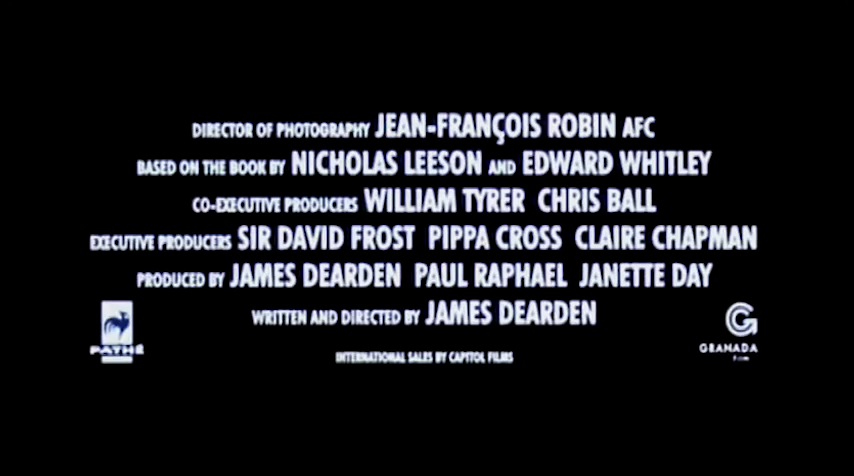 DIRECTOR OF PHOTOGRAPHY JEAN-FRANÇOIS ROBIN AFC
BASED ON THE BOOK BY NICHOLAS LEESON AND EDWARD WHITLEY
CO-EXECUTIVE PRODUCERS WILLIAM TYRER CHRIS BALL
EXECUTIVE PRODUCERS SIR DAVID FROST PIPPA CROSS CLAIRE CHAPMAN
PRODUCED BY JAMES DEARDEN PAUL RAPHAEL JANETTE DAY
WRITTEN AND DIRECTED BY JAMES DEARDEN
PATHÉ
GRANADA
Film
INTERNATIONAL SALES BY CAPITOL FILMS